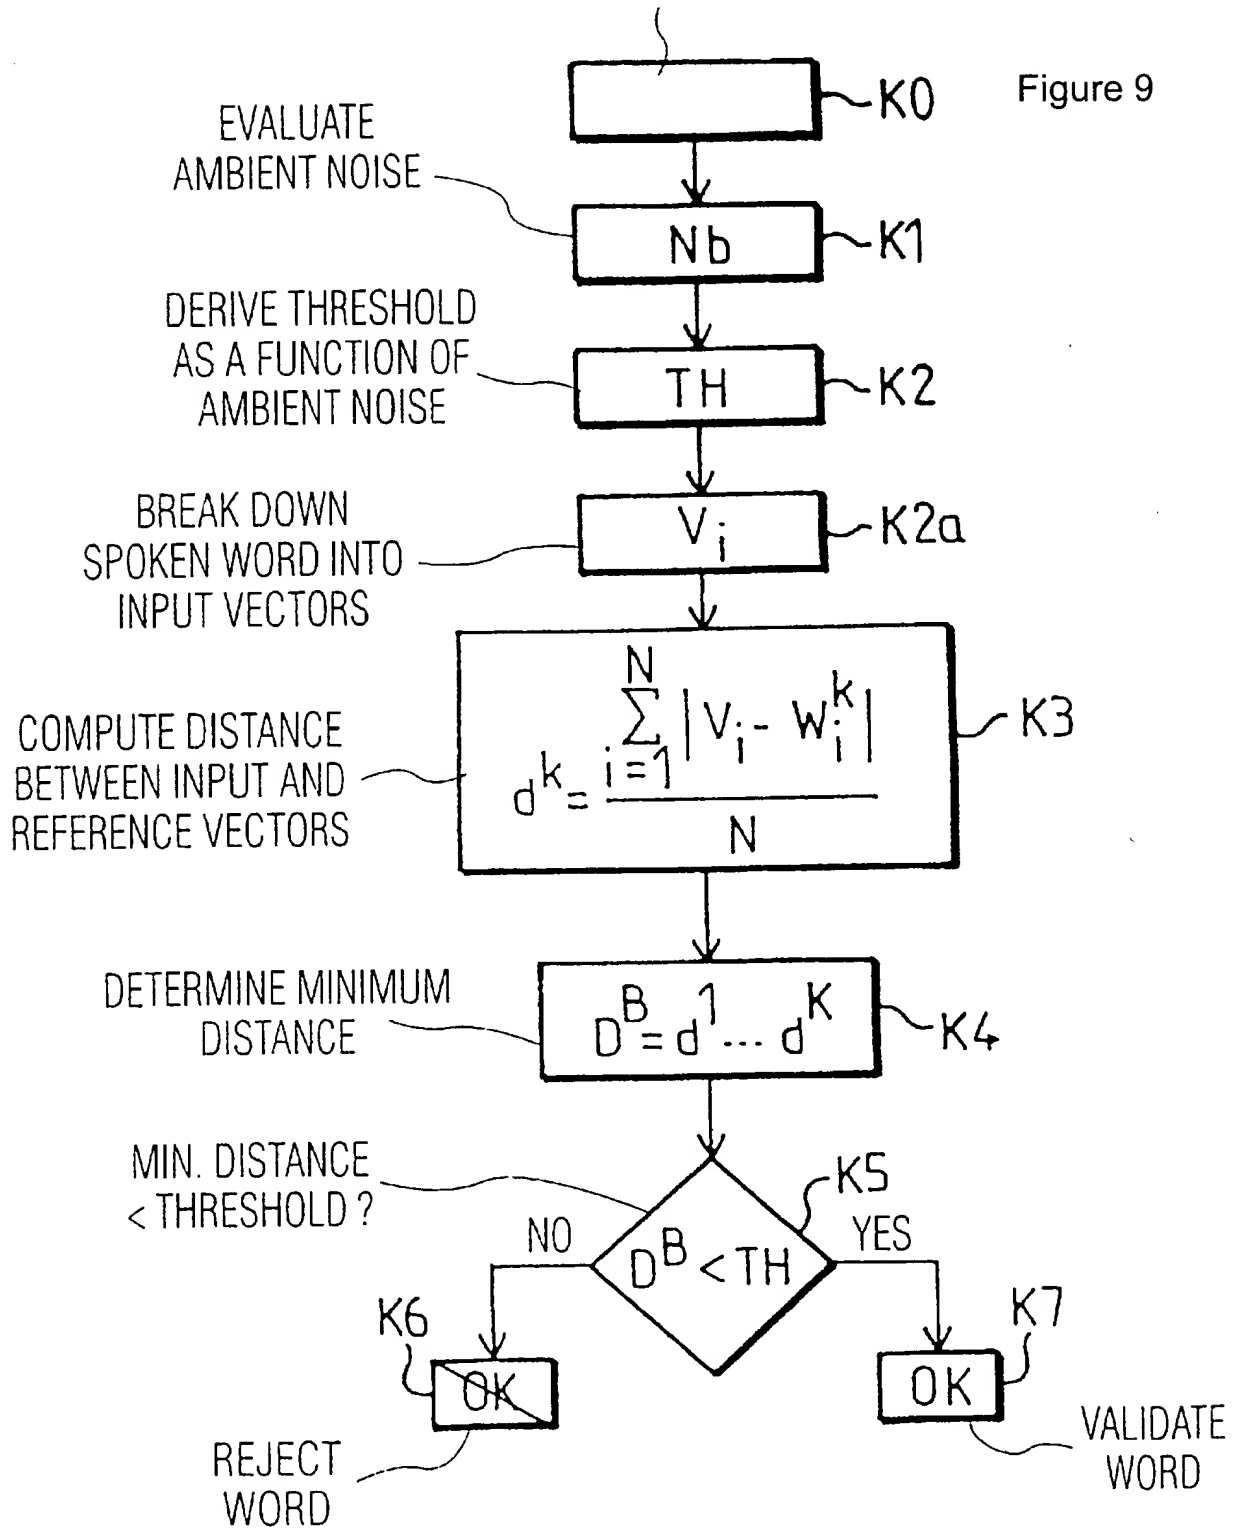 Figure 9
K0
EVALUATE
AMBIENT NOISE
Nb
K1
DERIVE THRESHOLD
AS A FUNCTION OF
AMBIENT NOISE
TH
K2
BREAK DOWN
SPOKEN WORD INTO
INPUT VECTORS
V_i
K2a
COMPUTE DISTANCE
BETWEEN INPUT AND
REFERENCE VECTORS
d^k = \frac{\sum_{i=1}^{N} |V_i - W_i^k|}{N}
K3
DETERMINE MINIMUM
DISTANCE
D^B = d^1 ... d^K
K4
MIN. DISTANCE
< THRESHOLD ?
K5
NO
D^B < TH
YES
K6
OK
REJECT
WORD
K7
OK
VALIDATE
WORD